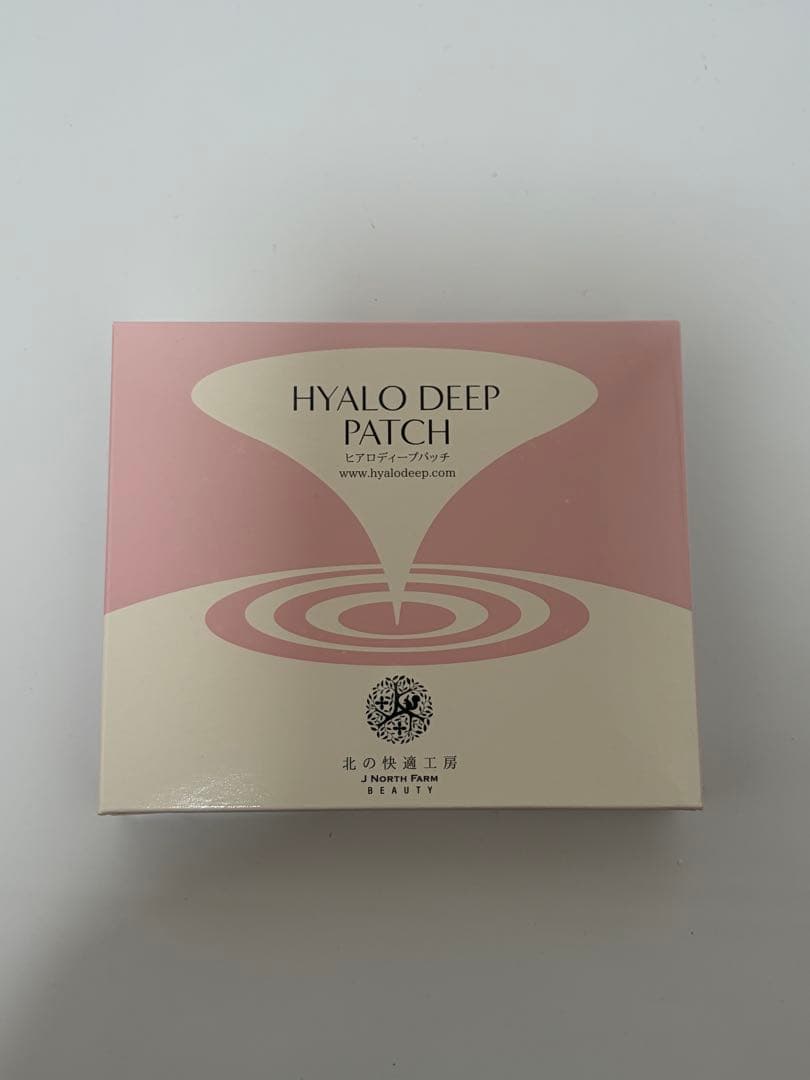 HYALO DEEP
PATCH
ヒアロディープパッチ
www.hyalodeep.com
北の快適工房
J NORTH FARM
BEAUTY